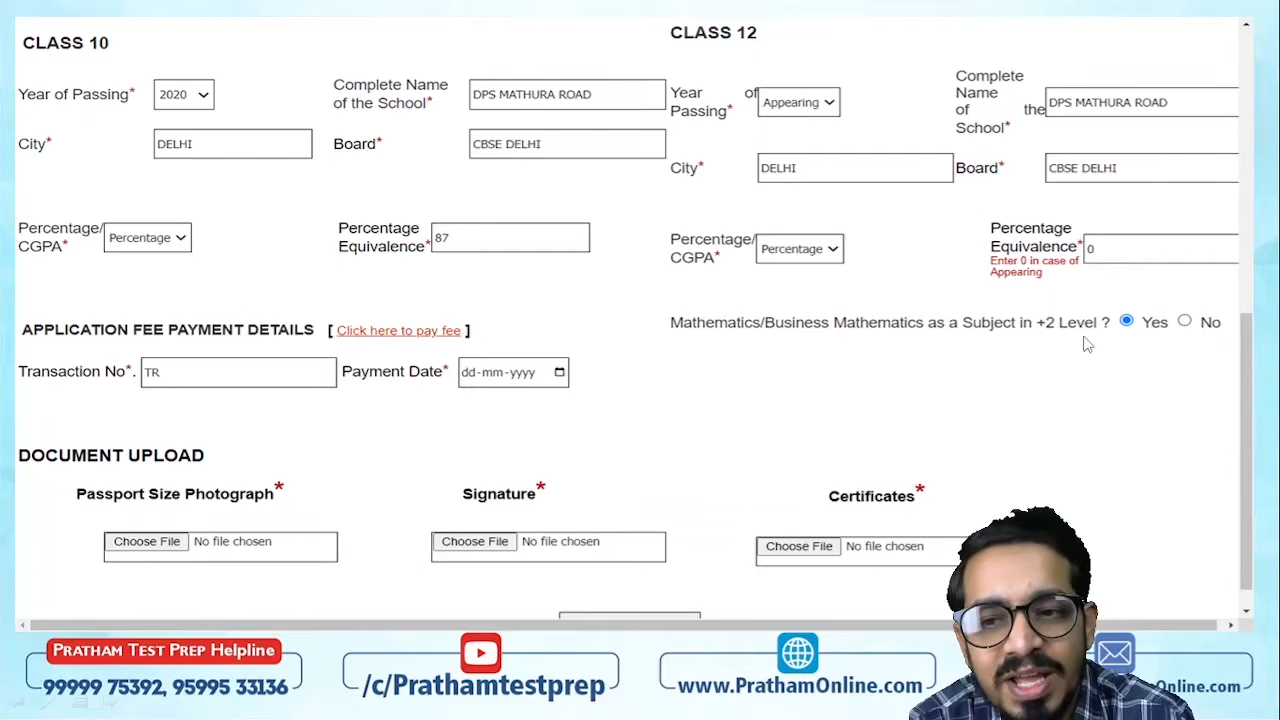 CLASS 10
Year of Passing* 2020
Complete Name of the School* DPS MATHURA ROAD
City* DELHI
Board* CBSE DELHI
Percentage/ CGPA* Percentage
Percentage Equivalence* 87
CLASS 12
Year of Passing* Appearing
Complete Name of the School* DPS MATHURA ROAD
City* DELHI
Board* CBSE DELHI
Percentage/ CGPA* Percentage
Percentage Equivalence* 0
Enter 0 in case of Appearing
Mathematics/Business Mathematics as a Subject in +2 Level ? Yes No
APPLICATION FEE PAYMENT DETAILS [ Click here to pay fee ]
Transaction No*. TR
Payment Date* dd-mm-yyyy
DOCUMENT UPLOAD
Passport Size Photograph*
Signature*
Certificates*
Choose File No file chosen
Choose File No file chosen
Choose File No file chosen
PRATHAM TEST PREP Helpline
99999 75392, 95995 33136
/c/Prathamtestprep
www.PrathamOnline.com
Online.com